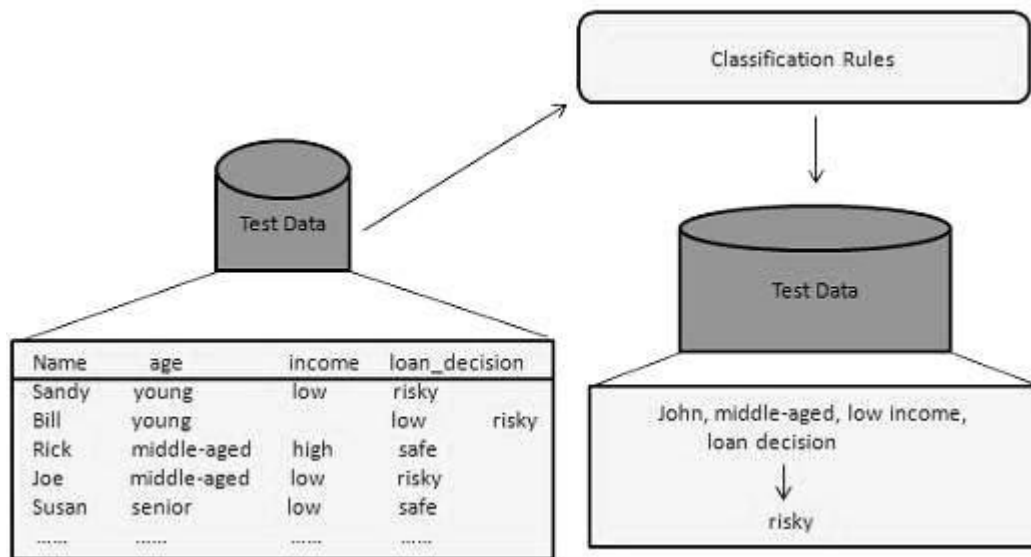 Classification Rules
Test Data
Test Data
Name age income loan_decision
Sandy young low risky
Bill young low risky
Rick middle-aged high safe
Joe middle-aged low risky
Susan senior low safe
...... ...... ...... ......
John, middle-aged, low income,
loan decision
risky